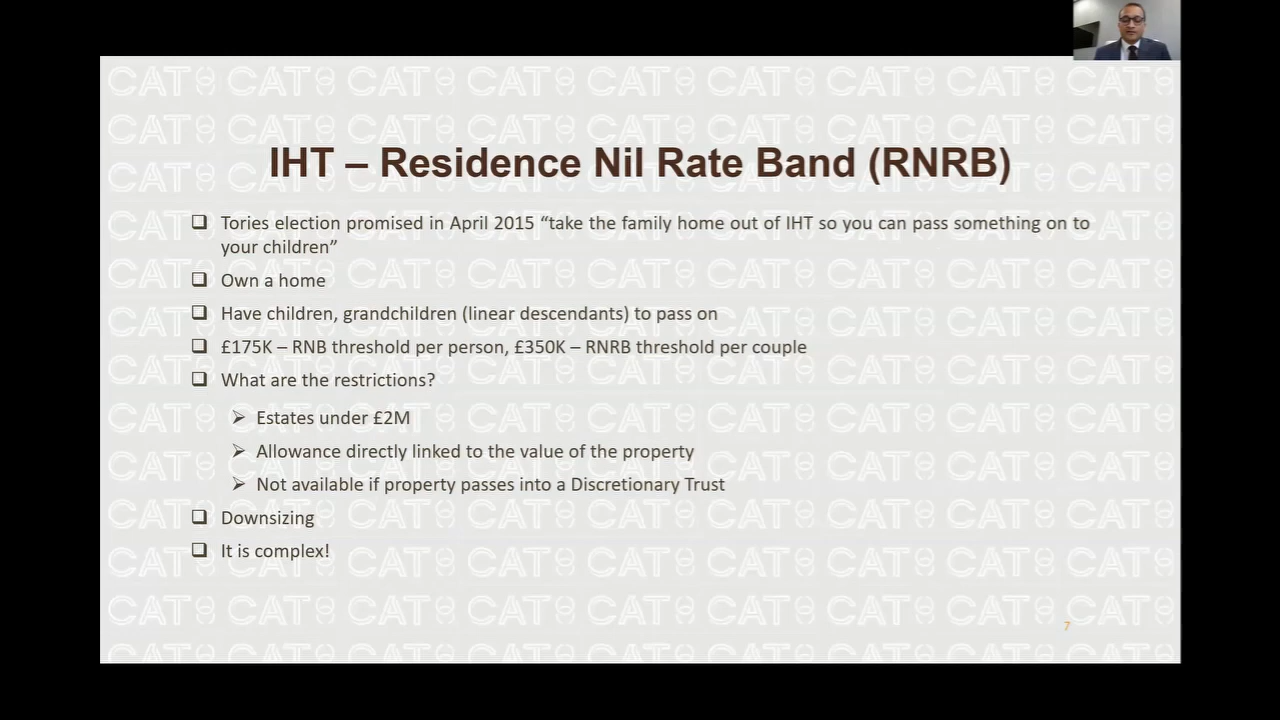 IHT – Residence Nil Rate Band (RNRB)
❑ Tories election promised in April 2015 “take the family home out of IHT so you can pass something on to
your children”
❑ Own a home
❑ Have children, grandchildren (linear descendants) to pass on
❑ £175K – RNB threshold per person, £350K – RNRB threshold per couple
❑ What are the restrictions?
➢ Estates under £2M
➢ Allowance directly linked to the value of the property
➢ Not available if property passes into a Discretionary Trust
❑ Downsizing
❑ It is complex!
7